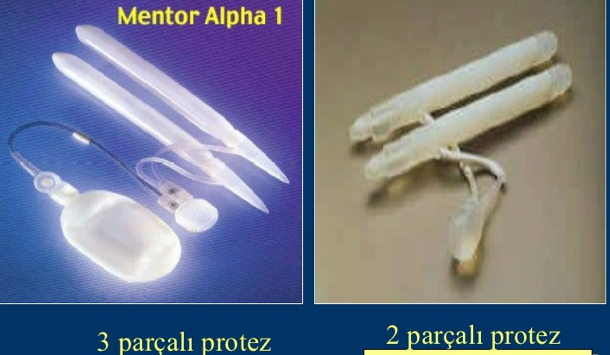 Mentor Alpha 1
3 parçalı protez
2 parçalı protez